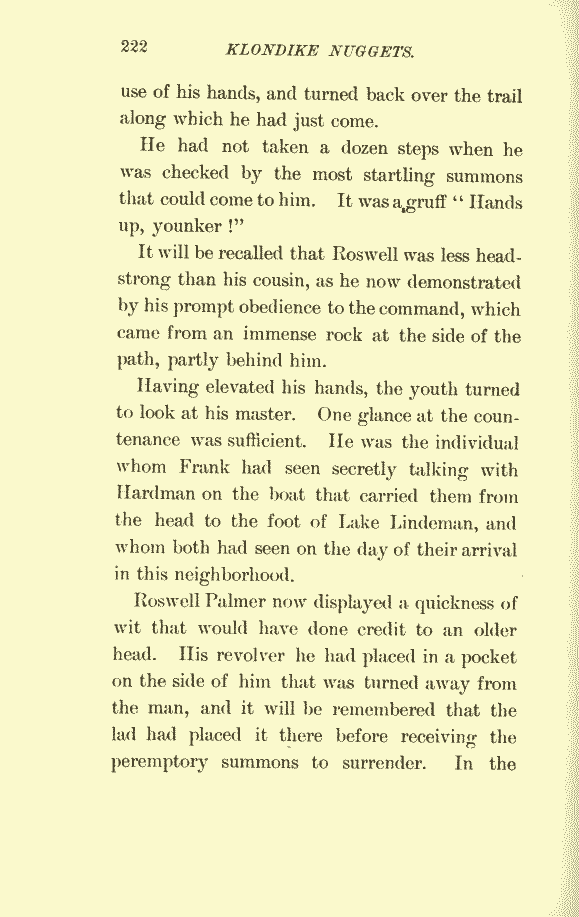 222 KLONDIKE NUGGETS.
use of his hands, and turned back over the trail
along which he had just come.
He had not taken a dozen steps when he
was checked by the most startling summons
that could come to him. It was a gruff “ Hands
up, younker !”
It will be recalled that Roswell was less head-
strong than his cousin, as he now demonstrated
by his prompt obedience to the command, which
came from an immense rock at the side of the
path, partly behind him.
Having elevated his hands, the youth turned
to look at his master. One glance at the coun-
tenance was sufficient. He was the individual
whom Frank had seen secretly talking with
Hardman on the boat that carried them from
the head to the foot of Lake Lindeman, and
whom both had seen on the day of their arrival
in this neighborhood.
Roswell Palmer now displayed a quickness of
wit that would have done credit to an older
head. His revolver he had placed in a pocket
on the side of him that was turned away from
the man, and it will be remembered that the
lad had placed it there before receiving the
peremptory summons to surrender. In the